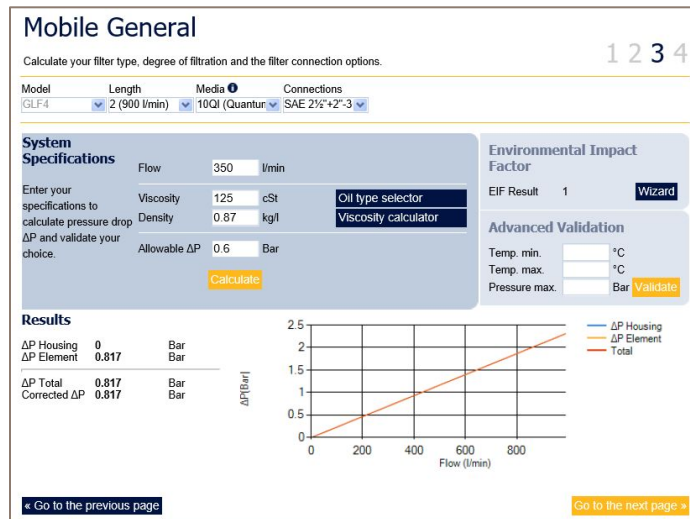 Mobile General
Calculate your filter type, degree of filtration and the filter connection options.
1 2 3 4
Model Length Media i Connections
GLF4 2 (900 l/min) 10QI (Quantun SAE 2½"+2"-3
System Specifications
Enter your specifications to calculate pressure drop ΔP and validate your choice.
Flow 350 l/min
Viscosity 125 cSt Oil type selector
Density 0.87 kg/l Viscosity calculator
Allowable ΔP 0.6 Bar
Calculate
Environmental Impact Factor
EIF Result 1 Wizard
Advanced Validation
Temp. min. °C
Temp. max. °C
Pressure max. Bar Validate
Results
ΔP Housing 0 Bar
ΔP Element 0.817 Bar
ΔP Total 0.817 Bar
Corrected ΔP 0.817 Bar
ΔP[Bar]
2.5
2
1.5
1
0.5
0
0 200 400 600 800
Flow (l/min)
ΔP Housing
ΔP Element
Total
« Go to the previous page
Go to the next page »